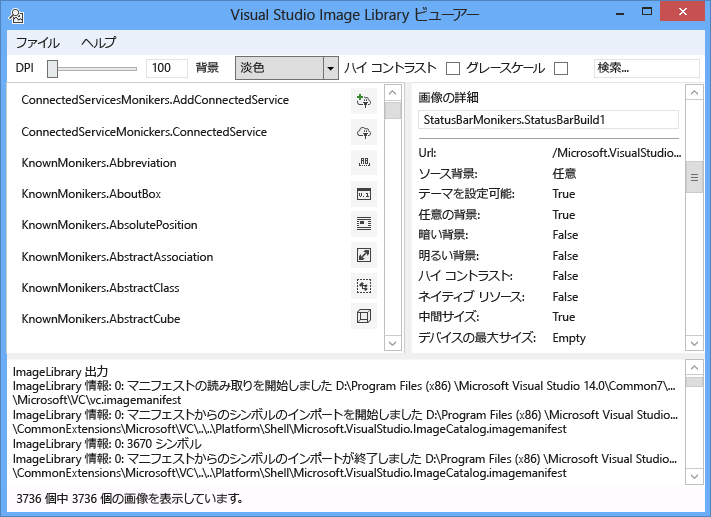 Visual Studio Image Library ビューアー
ファイル ヘルプ
DPI 100 背景 淡色 ハイ コントラスト グレースケール 検索...
ConnectedServicesMonikers.AddConnectedService
ConnectedServiceMonickers.ConnectedService
KnownMonikers.Abbreviation
KnownMonikers.AboutBox
KnownMonikers.AbsolutePosition
KnownMonikers.AbstractAssociation
KnownMonikers.AbstractClass
KnownMonikers.AbstractCube
画像の詳細
StatusBarMonikers.StatusBarBuild1
Url: /Microsoft.VisualStudio...
ソース背景: 任意
テーマを設定可能: True
任意の背景: True
暗い背景: False
明るい背景: False
ハイ コントラスト: False
ネイティブ リソース: False
中間サイズ: True
デバイスの最大サイズ: Empty
ImageLibrary 出力
ImageLibrary 情報: 0: マニフェストの読み取りを開始しました D:\Program Files (x86) \Microsoft Visual Studio 14.0\Common7\...
\Microsoft\VC\vc.imagemanifest
ImageLibrary 情報: 0: マニフェストからのシンボルのインポートを開始しました D:\Program Files (x86) \Microsoft Visual Studio...
\CommonExtensions\Microsoft\VC\..\..\Platform\Shell\Microsoft.VisualStudio.ImageCatalog.imagemanifest
ImageLibrary 情報: 0: 3670 シンボル
ImageLibrary 情報: 0: マニフェストからのシンボルのインポートが終了しました D:\Program Files (x86) \Microsoft Visual Studio...
\CommonExtensions\Microsoft\VC\..\..\Platform\Shell\Microsoft.VisualStudio.ImageCatalog.imagemanifest
3736 個中 3736 個の画像を表示しています。